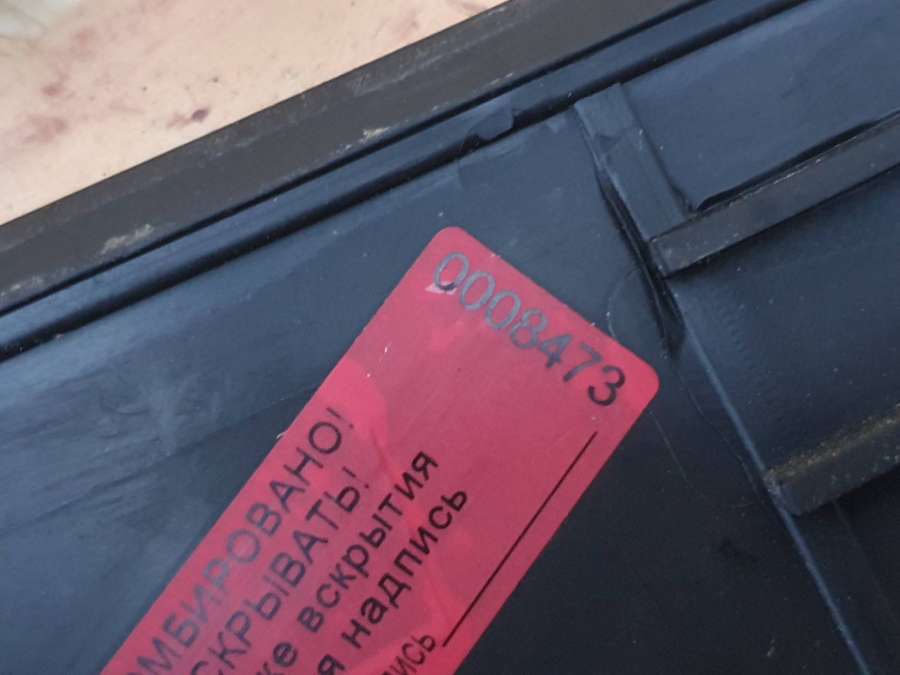 0008473
ОМБИРОВАНО!
СКРЫВАТЬ!
ке вскрытия
я надпись
пись